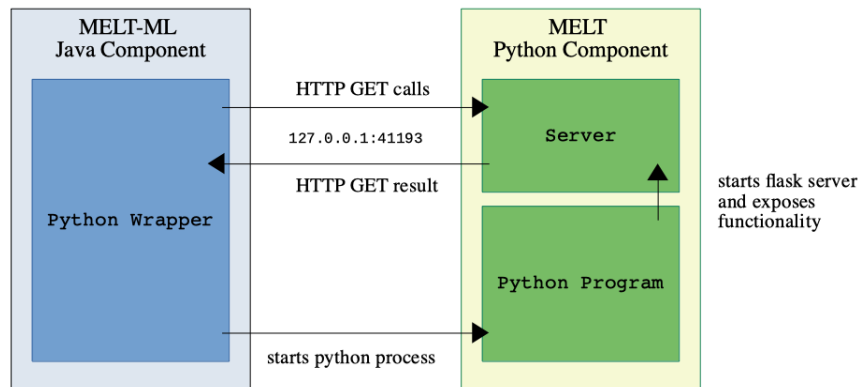 MELT-ML
Java Component
MELT
Python Component
HTTP GET calls
127.0.0.1:41193
HTTP GET result
Server
Python Wrapper
starts flask server
and exposes
functionality
Python Program
starts python process